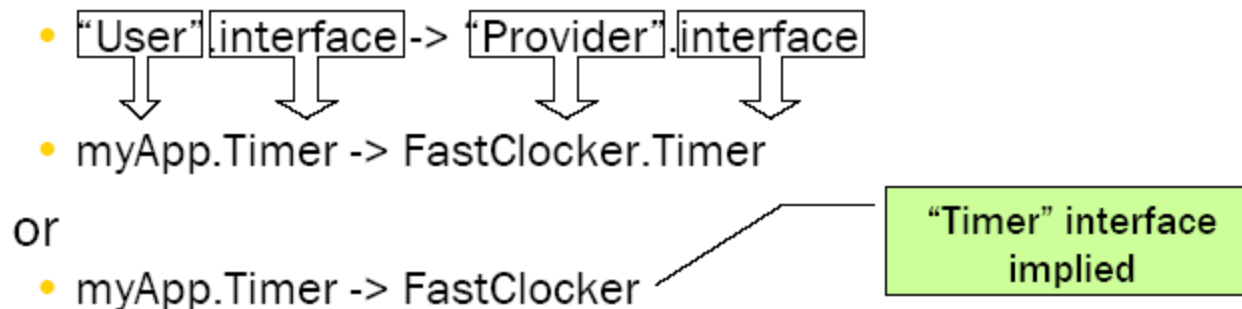 • “User”.interface -> “Provider”.interface
• myApp.Timer -> FastClocker.Timer
or
“Timer” interface
implied
• myApp.Timer -> FastClocker